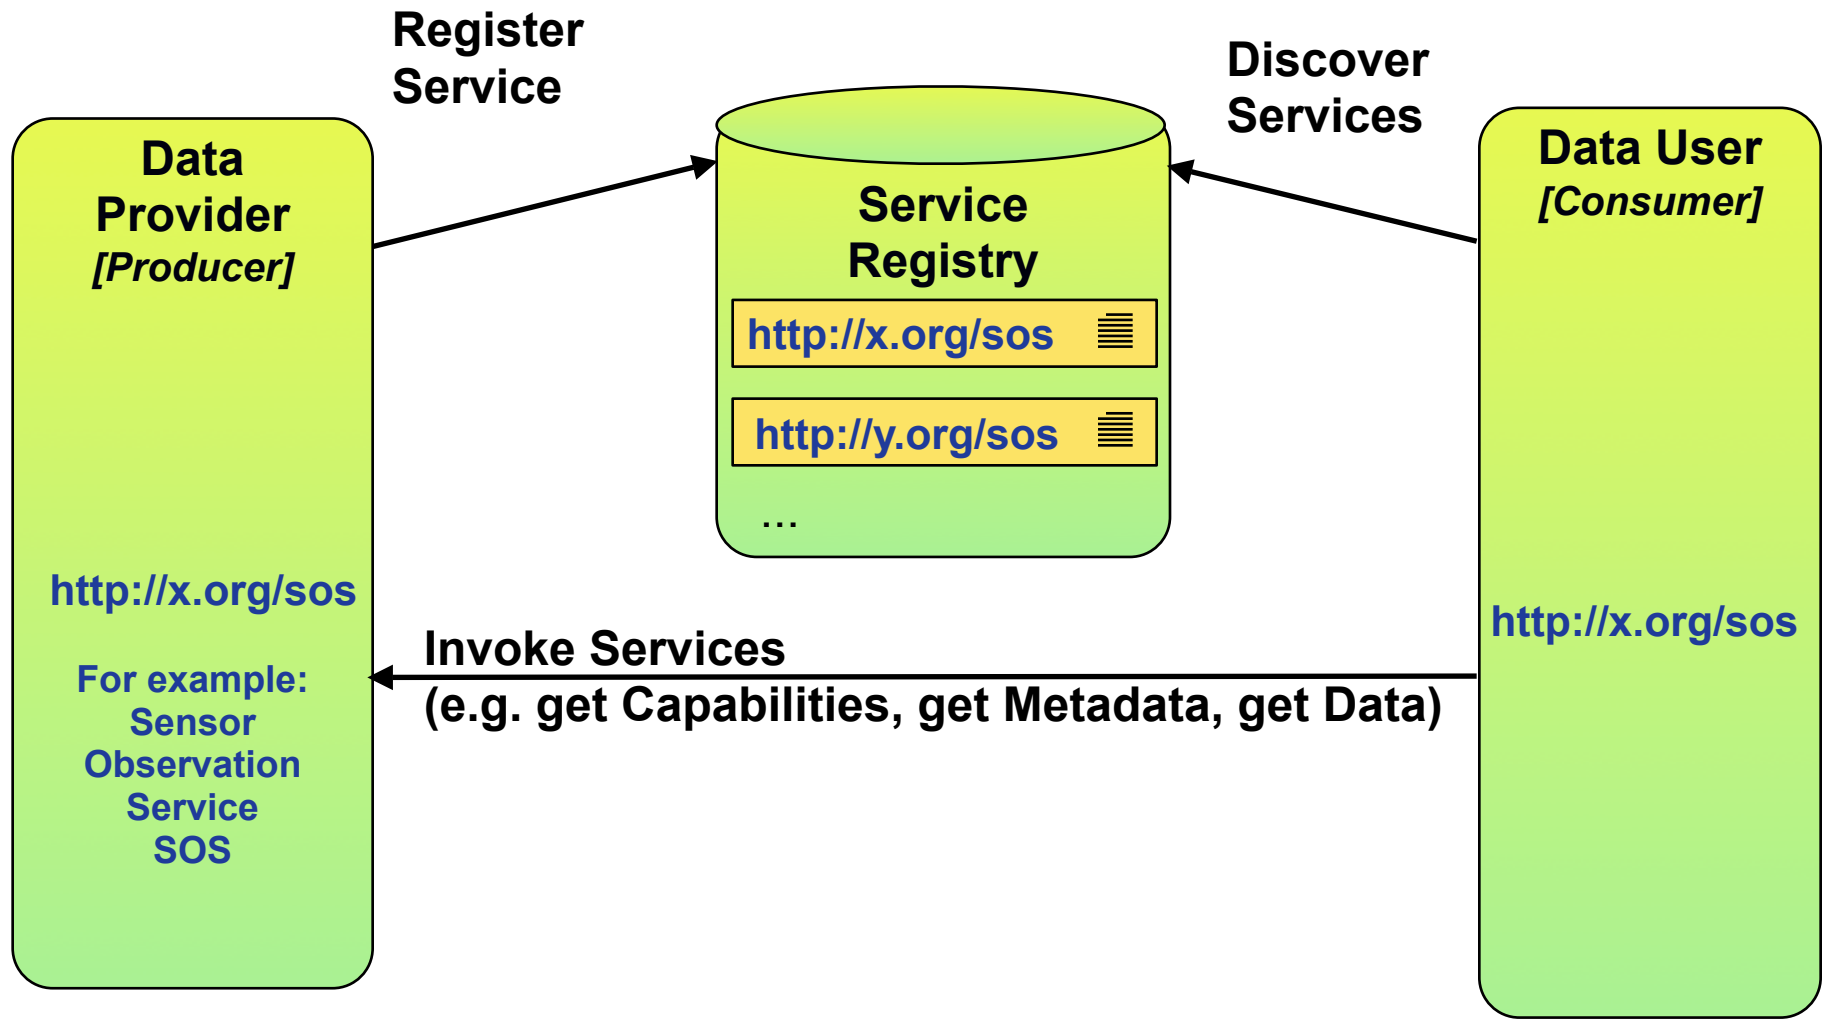 Register
Service
Discover
Services
Data
Provider
[Producer]
http://x.org/sos
For example:
Sensor
Observation
Service
SOS
Service
Registry
http://x.org/sos
http://y.org/sos
...
Data User
[Consumer]
http://x.org/sos
Invoke Services
(e.g. get Capabilities, get Metadata, get Data)